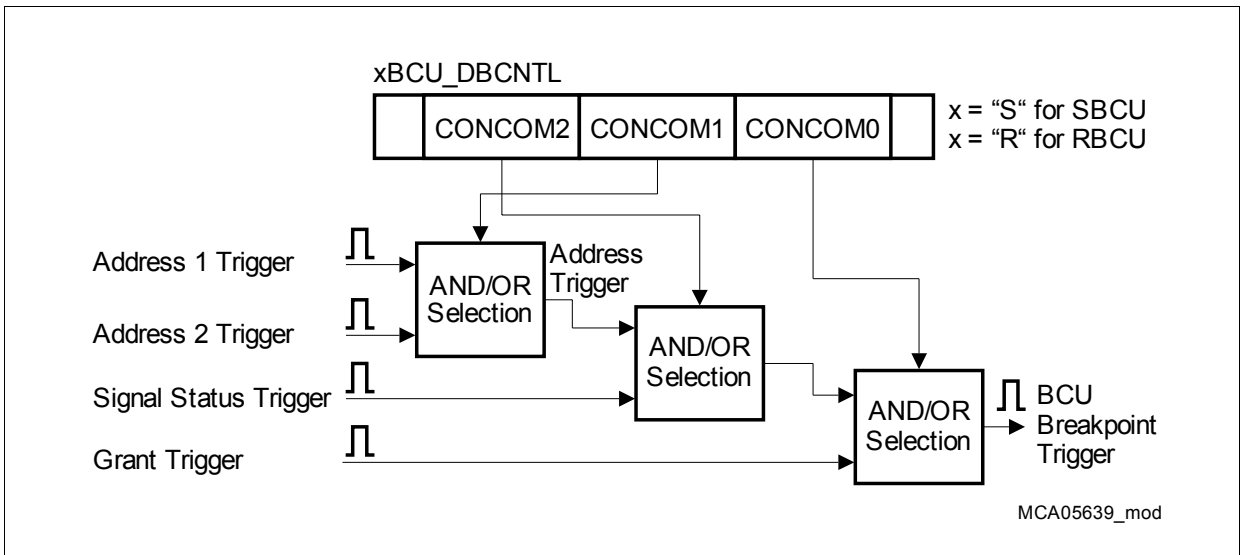 xBCU_DBCNTL
CONCOM2 CONCOM1 CONCOM0
x = “S“ for SBCU
x = “R“ for RBCU
Address 1 Trigger
Address 2 Trigger
Signal Status Trigger
Grant Trigger
AND/OR
Selection
Address
Trigger
AND/OR
Selection
AND/OR
Selection
BCU
Breakpoint
Trigger
MCA05639_mod